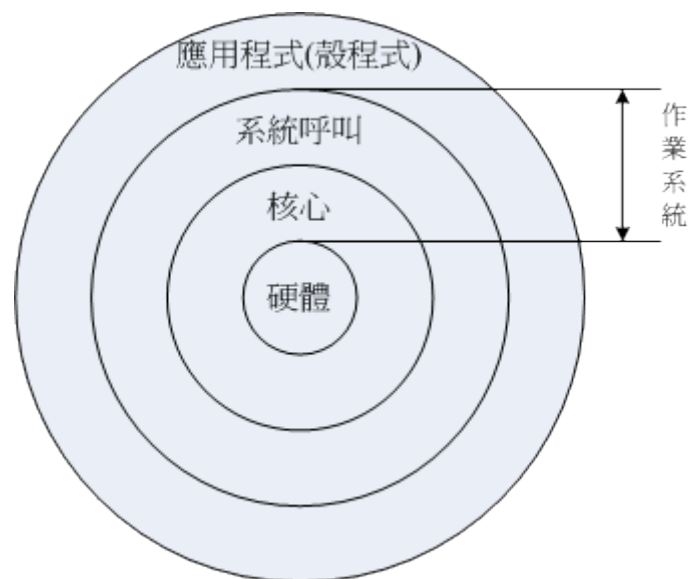 應用程式(殼程式)
系統呼叫
核心
硬體
作業系統